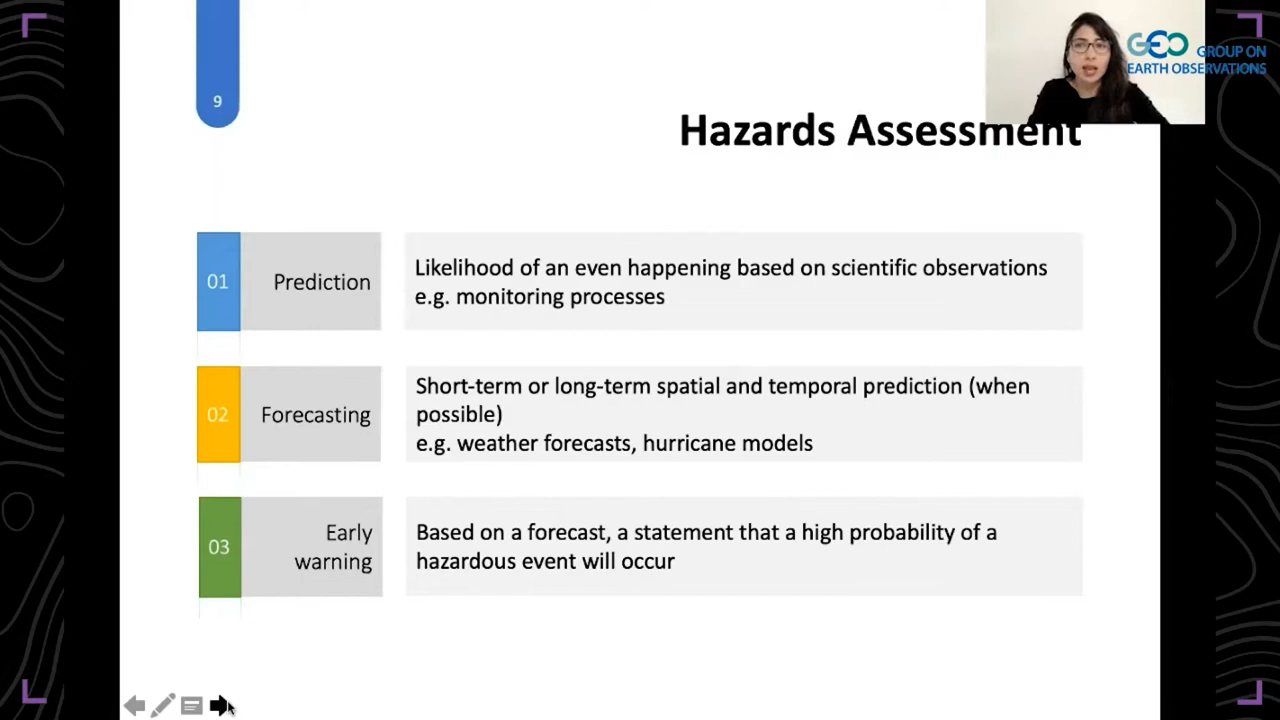 9
GEO GROUP ON
EARTH OBSERVATIONS
Hazards Assessment
01
Prediction
Likelihood of an even happening based on scientific observations
e.g. monitoring processes
02
Forecasting
Short-term or long-term spatial and temporal prediction (when
possible)
e.g. weather forecasts, hurricane models
03
Early
warning
Based on a forecast, a statement that a high probability of a
hazardous event will occur